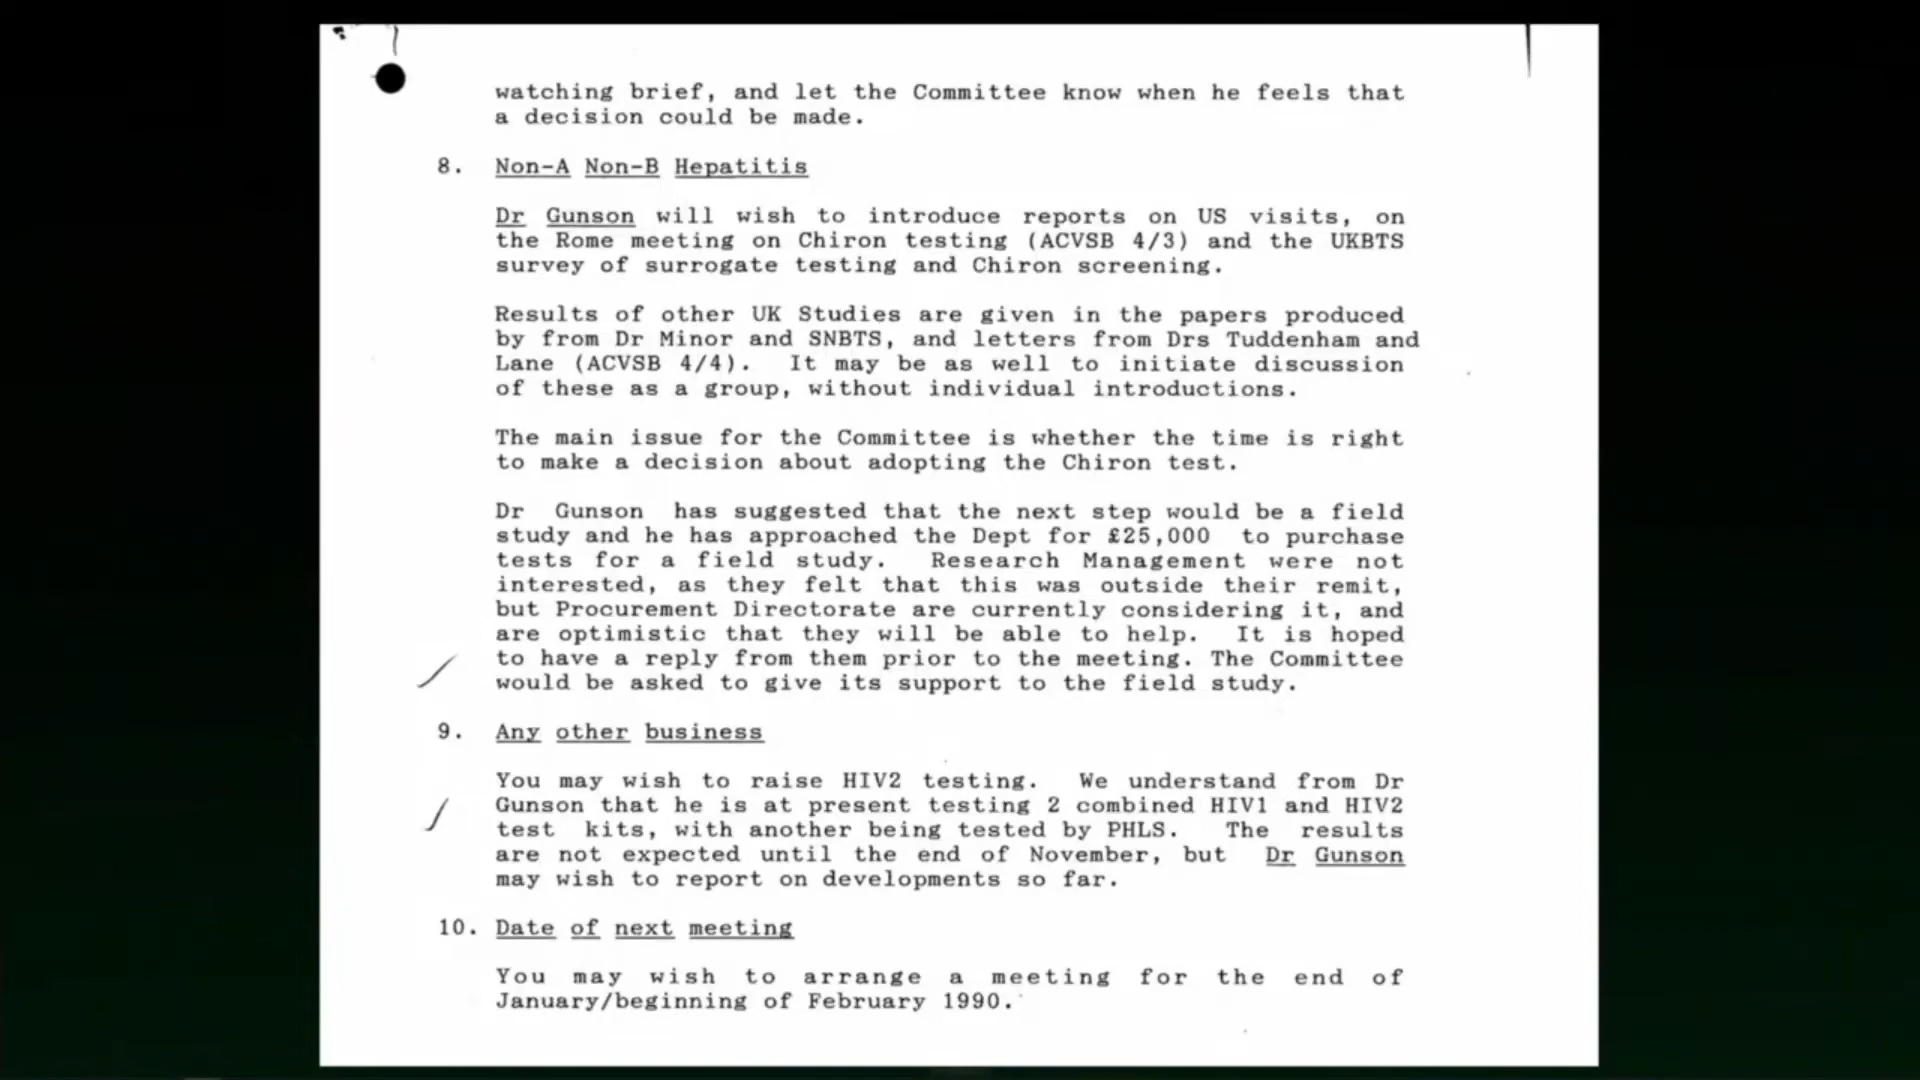 watching brief, and let the Committee know when he feels that
a decision could be made.
8. Non-A Non-B Hepatitis
Dr Gunson will wish to introduce reports on US visits, on
the Rome meeting on Chiron testing (ACVSB 4/3) and the UKBTS
survey of surrogate testing and Chiron screening.
Results of other UK Studies are given in the papers produced
by from Dr Minor and SNBTS, and letters from Drs Tuddenham and
Lane (ACVSB 4/4). It may be as well to initiate discussion
of these as a group, without individual introductions.
The main issue for the Committee is whether the time is right
to make a decision about adopting the Chiron test.
Dr Gunson has suggested that the next step would be a field
study and he has approached the Dept for £25,000 to purchase
tests for a field study. Research Management were not
interested, as they felt that this was outside their remit,
but Procurement Directorate are currently considering it, and
are optimistic that they will be able to help. It is hoped
to have a reply from them prior to the meeting. The Committee
would be asked to give its support to the field study.
9. Any other business
You may wish to raise HIV2 testing. We understand from Dr
Gunson that he is at present testing 2 combined HIV1 and HIV2
test kits, with another being tested by PHLS. The results
are not expected until the end of November, but Dr Gunson
may wish to report on developments so far.
10. Date of next meeting
You may wish to arrange a meeting for the end of
January/beginning of February 1990.